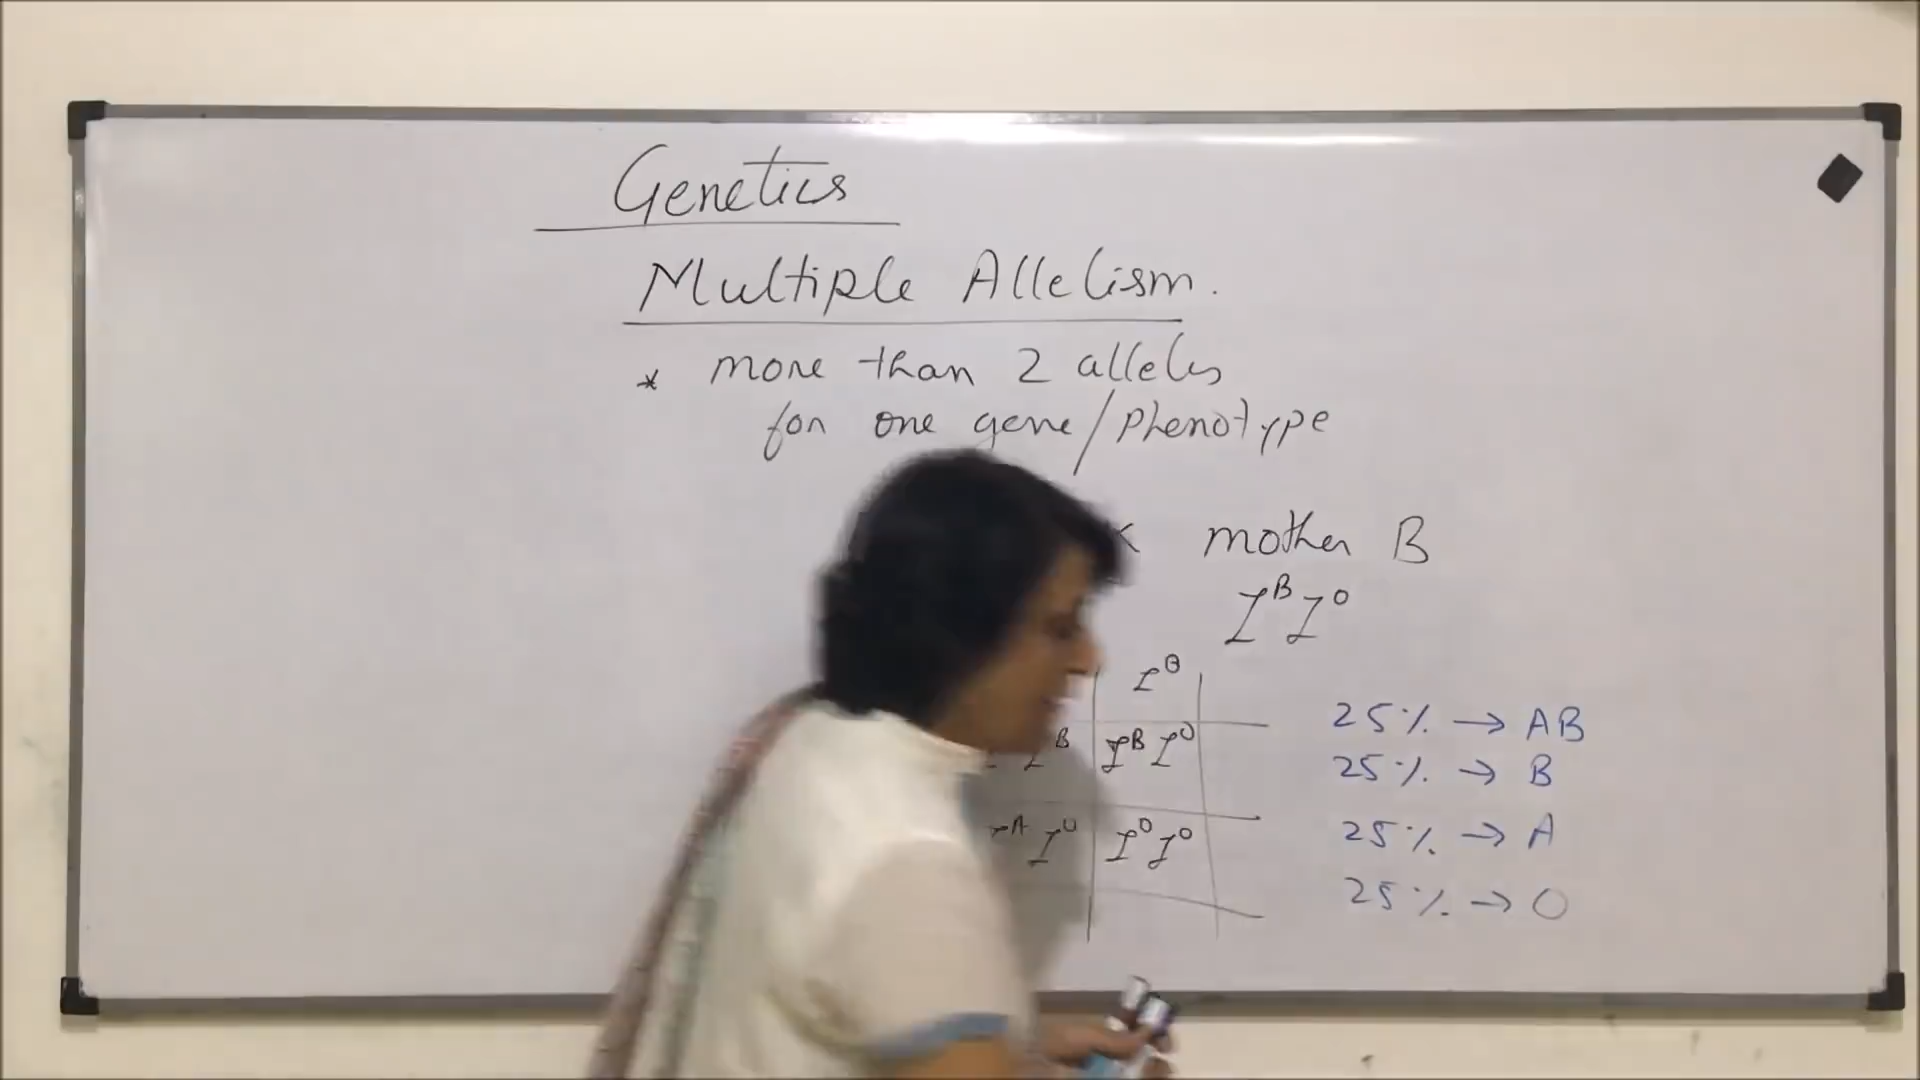 Genetics
Multiple Allelism.
* more than 2 alleles
for one gene/phenotype
mother B
I^B I^O
I^B I^O
I^O
I^O I^O
25% → AB
25% → B
25% → A
25% → O